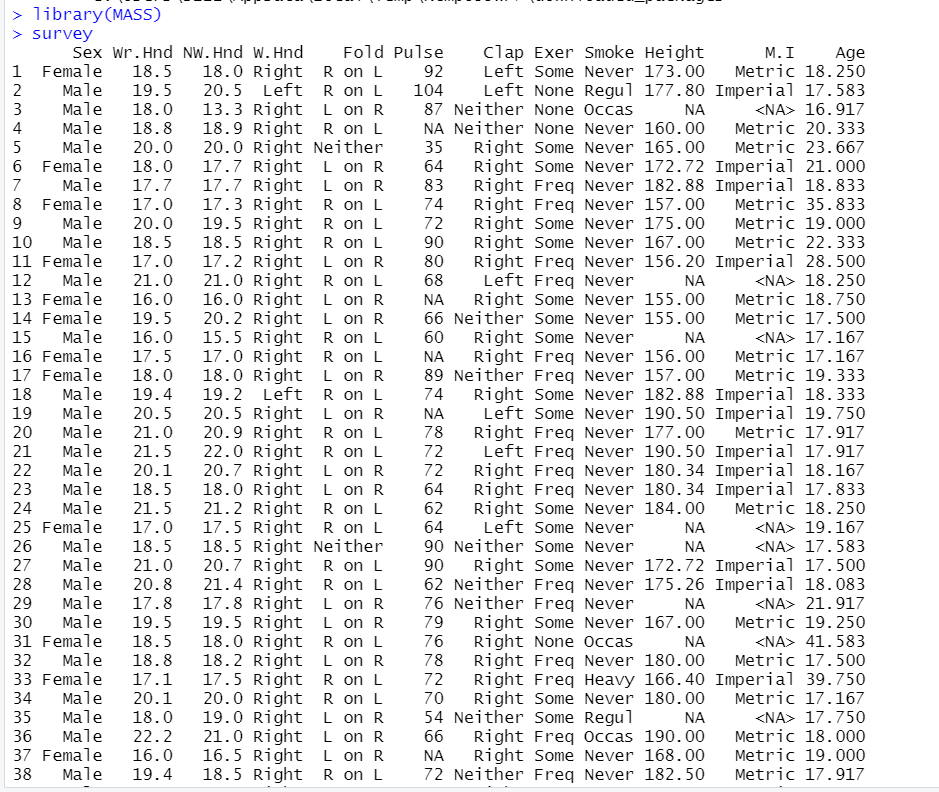 > library(MASS)
> survey
Sex Wr.Hnd NW.Hnd W.Hnd Fold Pulse Clap Exer Smoke Height M.I Age
1 Female 18.5 18.0 Right R on L 92 Left Some Never 173.00 Metric 18.250
2 Male 19.5 20.5 Left R on L 104 Left None Regul 177.80 Imperial 17.583
3 Male 18.0 13.3 Right L on R 87 Neither None Occas NA <NA> 16.917
4 Male 18.8 18.9 Right R on L NA Neither None Never 160.00 Metric 20.333
5 Male 20.0 20.0 Right Neither 35 Right Some Never 165.00 Metric 23.667
6 Female 18.0 17.7 Right L on R 64 Right Some Never 172.72 Imperial 21.000
7 Male 17.7 17.7 Right L on R 83 Right Freq Never 182.88 Imperial 18.833
8 Female 17.0 17.3 Right R on L 74 Right Freq Never 157.00 Metric 35.833
9 Male 20.0 19.5 Right R on L 72 Right Some Never 175.00 Metric 19.000
10 Male 18.5 18.5 Right R on L 90 Right Some Never 167.00 Metric 22.333
11 Female 17.0 17.2 Right L on R 80 Right Freq Never 156.20 Imperial 28.500
12 Male 21.0 21.0 Right R on L 68 Left Freq Never NA <NA> 18.250
13 Female 16.0 16.0 Right L on R NA Right Some Never 155.00 Metric 18.750
14 Female 19.5 20.2 Right L on R 66 Neither Some Never 155.00 Metric 17.500
15 Male 16.0 15.5 Right R on L 60 Right Some Never NA <NA> 17.167
16 Female 17.5 17.0 Right R on L NA Right Freq Never 156.00 Metric 17.167
17 Female 18.0 18.0 Right L on R 89 Neither Freq Never 157.00 Metric 19.333
18 Male 19.4 19.2 Left R on L 74 Right Some Never 182.88 Imperial 18.333
19 Male 20.5 20.5 Right L on R NA Left Some Never 190.50 Imperial 19.750
20 Male 21.0 20.9 Right R on L 78 Right Freq Never 177.00 Metric 17.917
21 Male 21.5 22.0 Right R on L 72 Left Freq Never 190.50 Imperial 17.917
22 Male 20.1 20.7 Right L on R 72 Right Freq Never 180.34 Imperial 18.167
23 Male 18.5 18.0 Right L on R 64 Right Freq Never 180.34 Imperial 17.833
24 Male 21.5 21.2 Right R on L 62 Right Some Never 184.00 Metric 18.250
25 Female 17.0 17.5 Right R on L 64 Left Some Never NA <NA> 19.167
26 Male 18.5 18.5 Right Neither 90 Neither Some Never NA <NA> 17.583
27 Male 21.0 20.7 Right R on L 90 Right Some Never 172.72 Imperial 17.500
28 Male 20.8 21.4 Right R on L 62 Neither Freq Never 175.26 Imperial 18.083
29 Male 17.8 17.8 Right L on R 76 Neither Freq Never NA <NA> 21.917
30 Male 19.5 19.5 Right L on R 79 Right Some Never 167.00 Metric 19.250
31 Female 18.5 18.0 Right R on L 76 Right None Occas NA <NA> 41.583
32 Male 18.8 18.2 Right L on R 78 Right Freq Never 180.00 Metric 17.500
33 Female 17.1 17.5 Right R on L 72 Right Freq Heavy 166.40 Imperial 39.750
34 Male 20.1 20.0 Right R on L 70 Right Some Never 180.00 Metric 17.167
35 Male 18.0 19.0 Right L on R 54 Neither Some Regul NA <NA> 17.750
36 Male 22.2 21.0 Right L on R 66 Right Freq Occas 190.00 Metric 18.000
37 Female 16.0 16.5 Right L on R NA Right Some Never 168.00 Metric 19.000
38 Male 19.4 18.5 Right R on L 72 Neither Freq Never 182.50 Metric 17.917